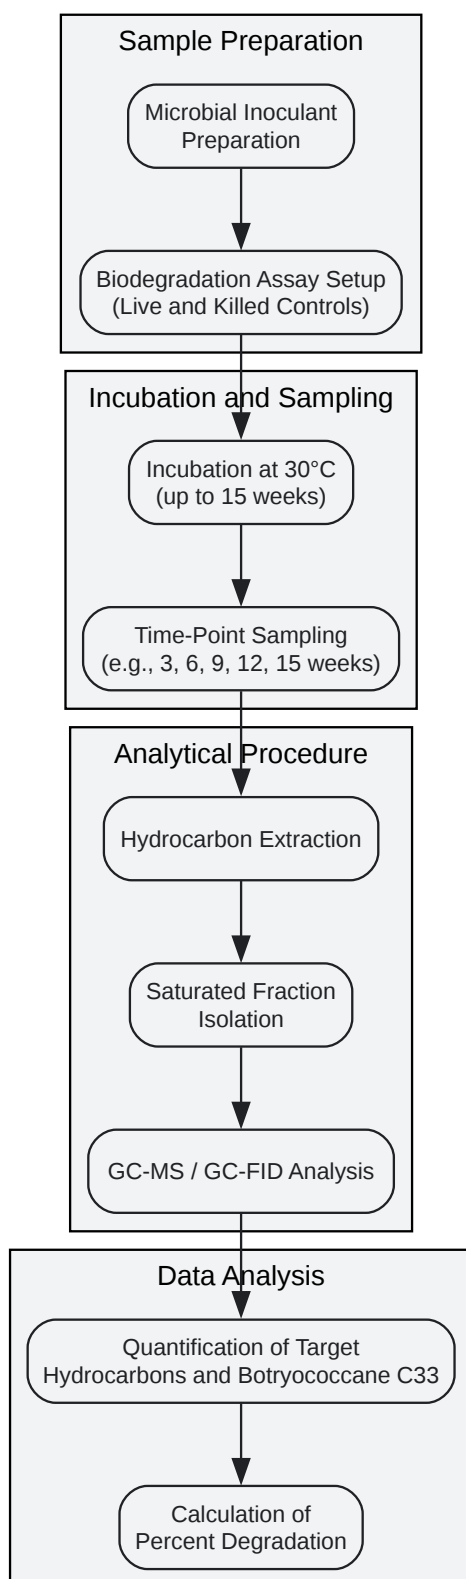 Sample Preparation
Microbial Inoculant
Preparation
Biodegradation Assay Setup
(Live and Killed Controls)
Incubation and Sampling
Incubation at 30°C
(up to 15 weeks)
Time-Point Sampling
(e.g., 3, 6, 9, 12, 15 weeks)
Analytical Procedure
Hydrocarbon Extraction
Saturated Fraction
Isolation
GC-MS / GC-FID Analysis
Data Analysis
Quantification of Target
Hydrocarbons and Botryococcane C33
Calculation of
Percent Degradation